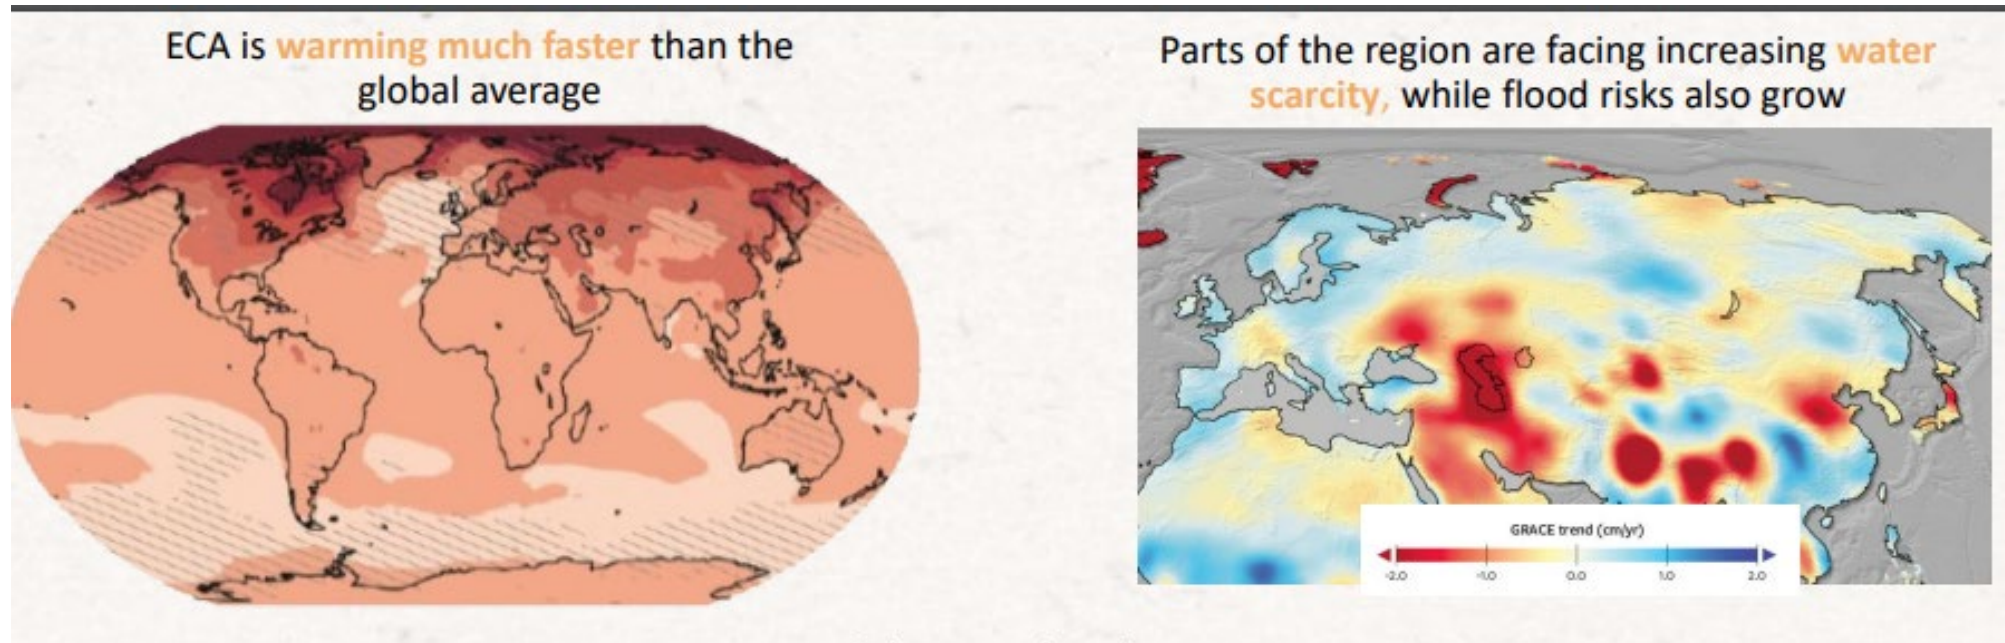 ECA is warming much faster than the
global average
Parts of the region are facing increasing water
scarcity, while flood risks also grow
GRACE trend (cm/yr)
-2.0 -1.0 0.0 1.0 2.0